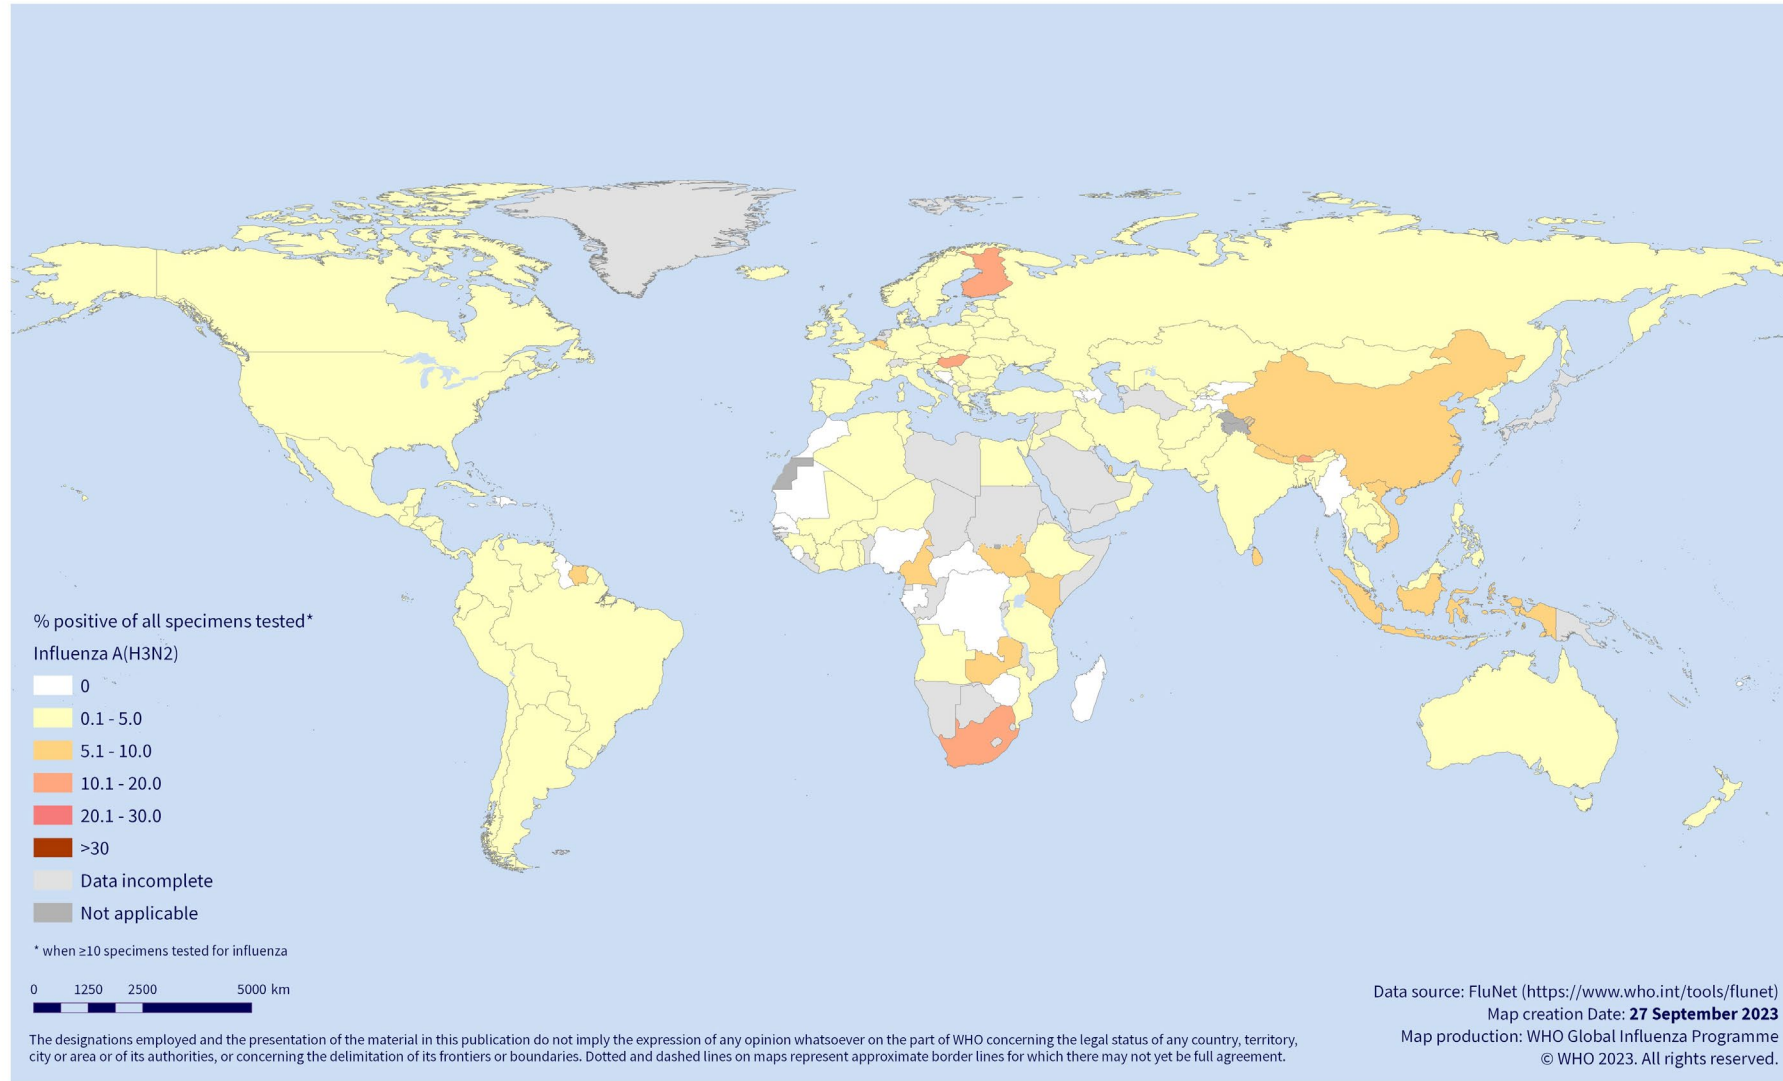 % positive of all specimens tested*
Influenza A(H3N2)
0
0.1 - 5.0
5.1 - 10.0
10.1 - 20.0
20.1 - 30.0
>30
Data incomplete
Not applicable
* when ≥10 specimens tested for influenza
0 1250 2500 5000 km
The designations employed and the presentation of the material in this publication do not imply the expression of any opinion whatsoever on the part of WHO concerning the legal status of any country, territory,
city or area or of its authorities, or concerning the delimitation of its frontiers or boundaries. Dotted and dashed lines on maps represent approximate border lines for which there may not yet be full agreement.
Data source: FluNet (https://www.who.int/tools/flunet)
Map creation Date: 27 September 2023
Map production: WHO Global Influenza Programme
© WHO 2023. All rights reserved.